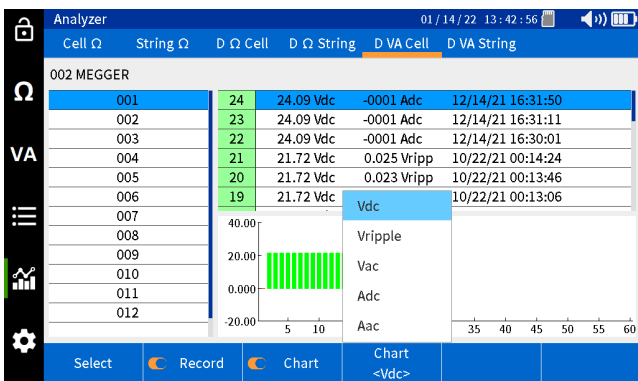 Analyzer 01/14/22 13:42:56
Cell Ω String Ω D Ω Cell D Ω String D VA Cell D VA String
002 MEGGER
Ω
VA
001
002
003
004
005
006
007
008
009
010
011
012
24 24.09 Vdc -0001 Adc 12/14/21 16:31:50
23 24.09 Vdc -0001 Adc 12/14/21 16:31:11
22 24.09 Vdc -0001 Adc 12/14/21 16:30:01
21 21.72 Vdc 0.025 Vripp 10/22/21 00:14:24
20 21.72 Vdc 0.023 Vripp 10/22/21 00:13:46
19 21.72 Vdc 10/22/21 00:13:06
Vdc
Vripple
Vac
Adc
Aac
40.00
20.00
0.000
-20.00
5 10 35 40 45 50 55 60
Select Record Chart Chart
<Vdc>